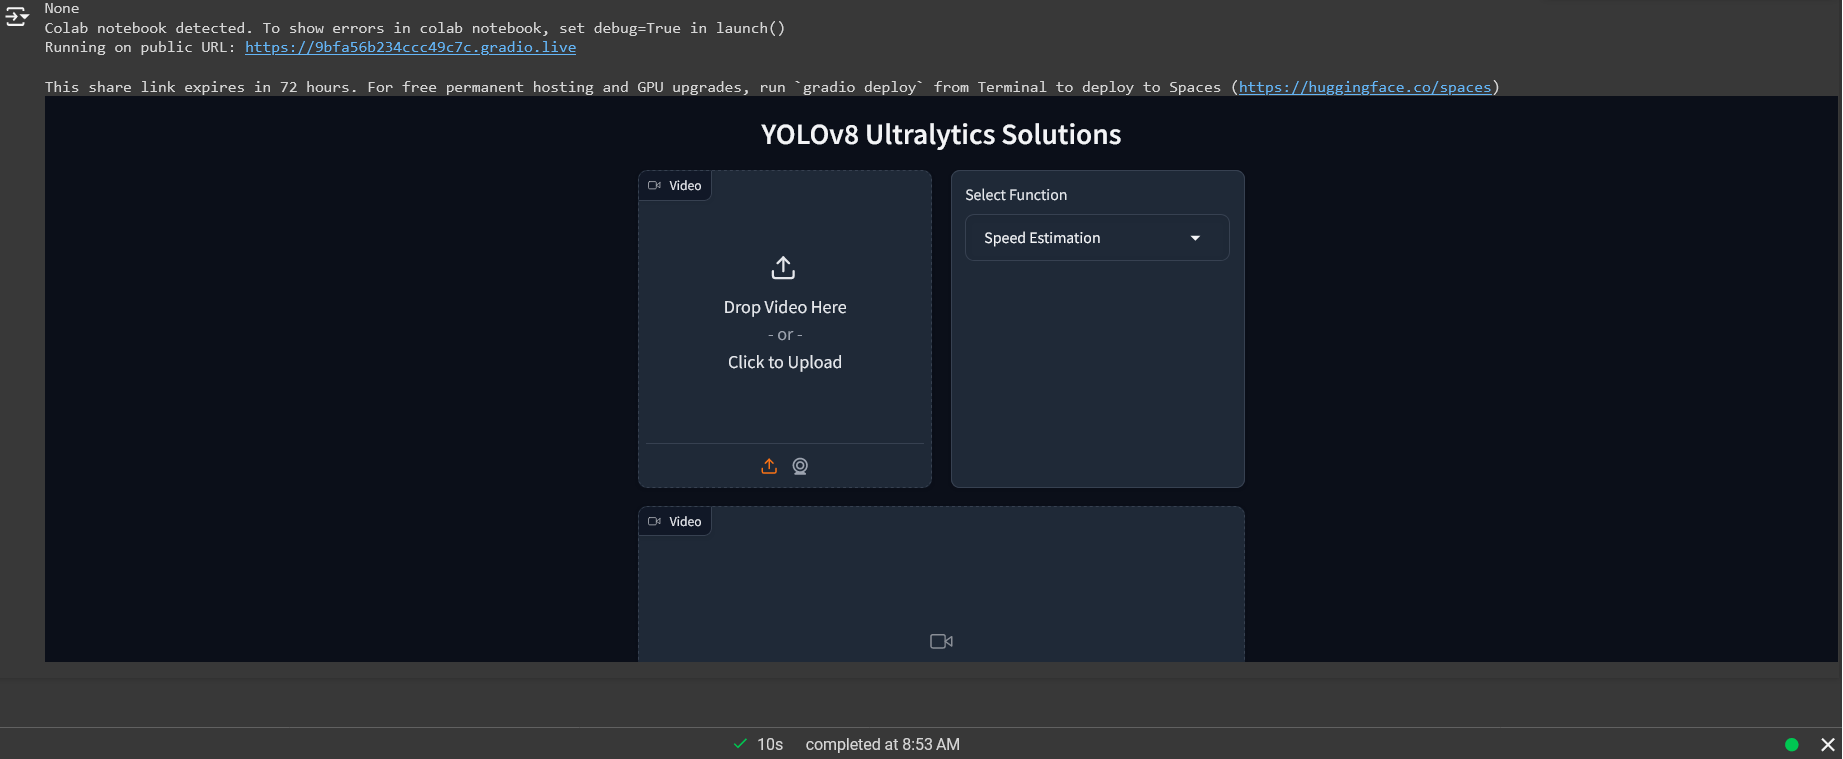 None
Colab notebook detected. To show errors in colab notebook, set debug=True in launch()
Running on public URL: https://9bfa56b234ccc49c7c.gradio.live
This share link expires in 72 hours. For free permanent hosting and GPU upgrades, run `gradio deploy` from Terminal to deploy to Spaces (https://huggingface.co/spaces)
YOLOv8 Ultralytics Solutions
Video
Drop Video Here
- or -
Click to Upload
Select Function
Speed Estimation
Video
10s completed at 8:53 AM